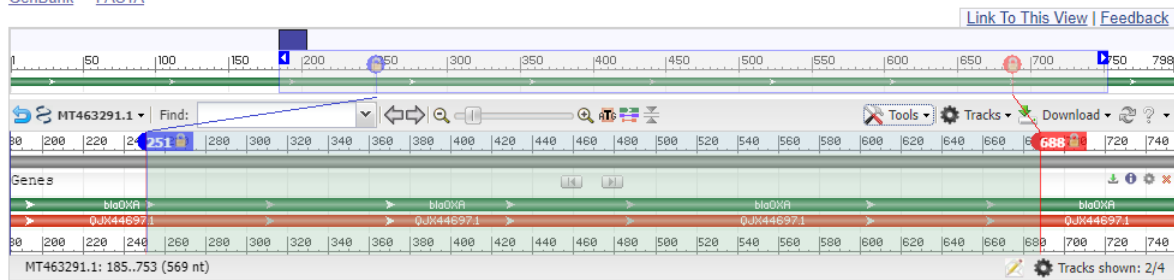 GenBank FASTA
Link To This View | Feedback
1 50 100 150 200 250 300 350 400 450 500 550 600 650 700 750 798
MT463291.1 Find: Tools Tracks Download ?
80 200 220 24 251 280 300 320 340 360 380 400 420 440 460 480 500 520 540 560 580 600 620 640 660 6 688 720 740
Genes
blaOXA blaOXA blaOXA blaOXA
QJX44697.1 QJX44697.1 QJX44697.1 QJX44697.1
80 200 220 240 260 280 300 320 340 360 380 400 420 440 460 480 500 520 540 560 580 600 620 640 660 680 700 720 740
MT463291.1: 185..753 (569 nt) Tracks shown: 2/4